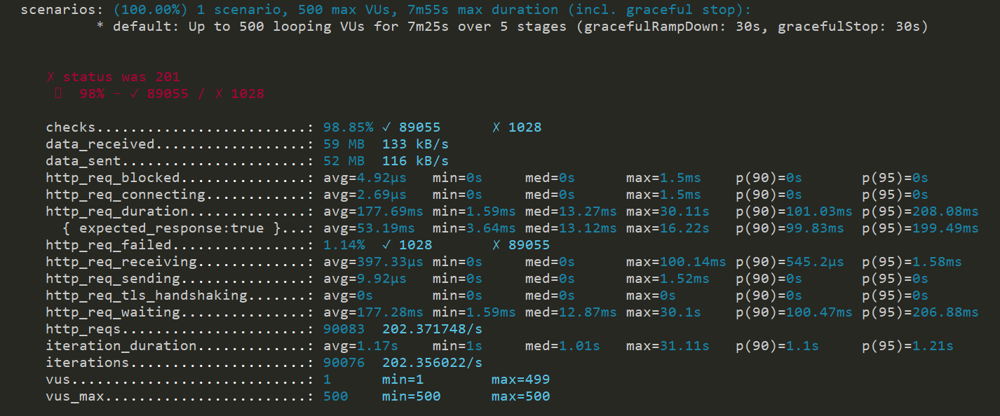 scenarios: (100.00%) 1 scenario, 500 max VUs, 7m55s max duration (incl. graceful stop):
* default: Up to 500 looping VUs for 7m25s over 5 stages (gracefulRampDown: 30s, gracefulStop: 30s)
✗ status was 201
98% — ✓ 89055 / ✗ 1028
checks.........................: 98.85% ✓ 89055 ✗ 1028
data_received..................: 59 MB 133 kB/s
data_sent......................: 52 MB 116 kB/s
http_req_blocked...............: avg=4.92µs min=0s med=0s max=1.5ms p(90)=0s p(95)=0s
http_req_connecting............: avg=2.69µs min=0s med=0s max=1.5ms p(90)=0s p(95)=0s
http_req_duration..............: avg=177.69ms min=1.59ms med=13.27ms max=30.11s p(90)=101.03ms p(95)=208.08ms
{ expected_response:true }...: avg=53.19ms min=3.64ms med=13.12ms max=16.22s p(90)=99.83ms p(95)=199.49ms
http_req_failed................: 1.14% ✓ 1028 ✗ 89055
http_req_receiving.............: avg=397.33µs min=0s med=0s max=100.14ms p(90)=545.2µs p(95)=1.58ms
http_req_sending...............: avg=9.92µs min=0s med=0s max=1.52ms p(90)=0s p(95)=0s
http_req_tls_handshaking.......: avg=0s min=0s med=0s max=0s p(90)=0s p(95)=0s
http_req_waiting...............: avg=177.28ms min=1.59ms med=12.87ms max=30.1s p(90)=100.47ms p(95)=206.88ms
http_reqs......................: 90083 202.371748/s
iteration_duration.............: avg=1.17s min=1s med=1.01s max=31.11s p(90)=1.1s p(95)=1.21s
iterations.....................: 90076 202.356022/s
vus............................: 1 min=1 max=499
vus_max........................: 500 min=500 max=500